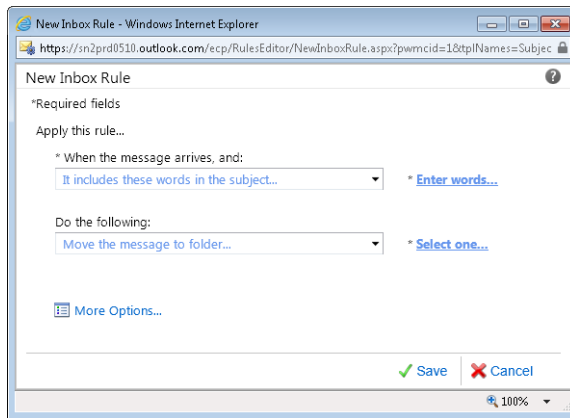 New Inbox Rule - Windows Internet Explorer
https://sn2prd0510.outlook.com/ecp/RulesEditor/NewInboxRule.aspx?pwmcid=1&tplNames=Subjec
New Inbox Rule
*Required fields
Apply this rule...
* When the message arrives, and:
It includes these words in the subject... * Enter words...
Do the following:
Move the message to folder... * Select one...
More Options...
Save Cancel
100%